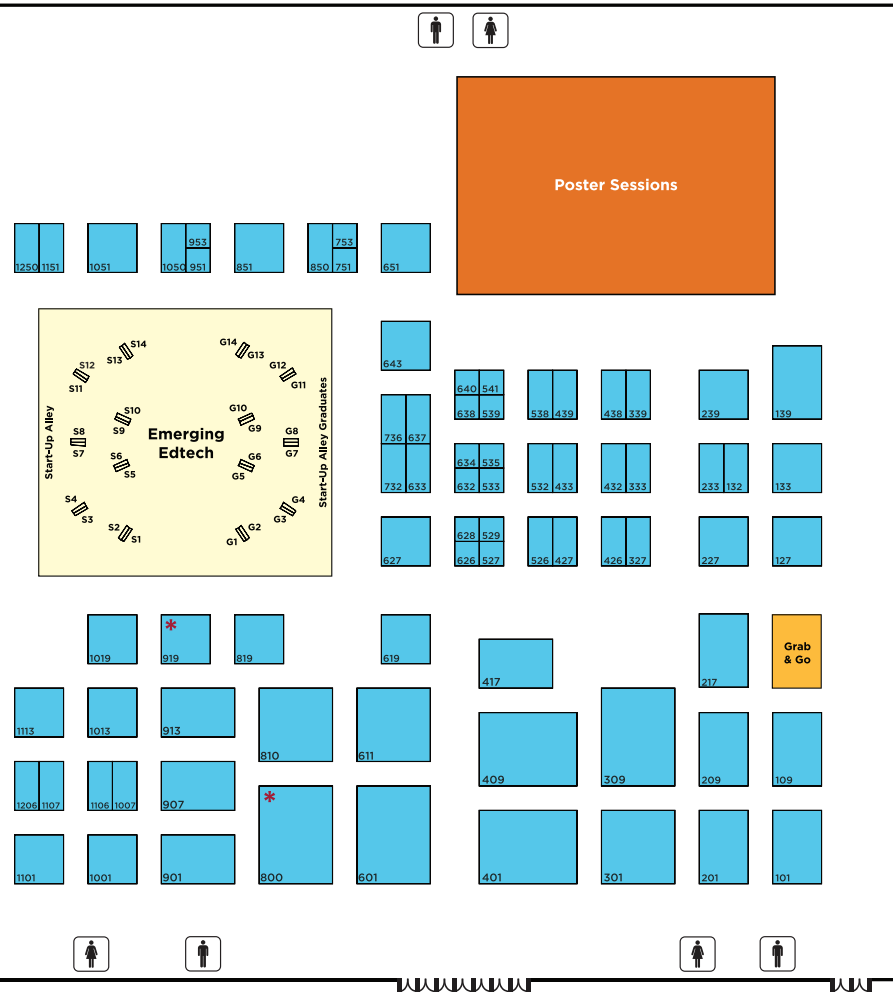 Poster Sessions
953
753
1250
1151
1051
1050
951
851
850
751
651
S14
S13
S12
S11
S10
S9
S8
S7
S6
S5
S4
S3
S2
S1
Start-Up Alley
Emerging
Edtech
G14
G13
G12
G11
G10
G9
G8
G7
G6
G5
G4
G3
G2
G1
Start-Up Alley Graduates
643
640
541
638
539
538
439
438
339
239
139
736
637
634
535
732
633
632
533
532
433
432
333
233
132
133
628
529
627
626
527
526
427
426
327
227
127
1019
*
919
819
619
417
217
Grab
& Go
1113
1013
913
810
611
409
309
209
109
1206
1107
1106
1007
907
*
1101
1001
901
800
601
401
301
201
101